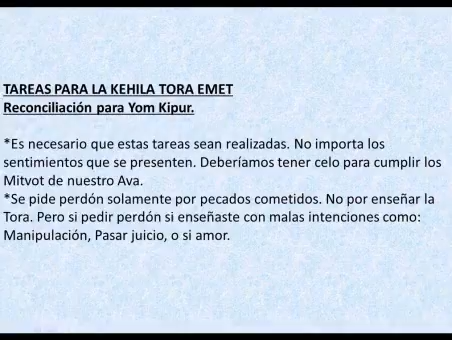 TAREAS PARA LA KEHILA TORA EMET
Reconciliación para Yom Kipur.
*Es necesario que estas tareas sean realizadas. No importa los
sentimientos que se presenten. Deberíamos tener celo para cumplir los
Mitvot de nuestro Ava.
*Se pide perdón solamente por pecados cometidos. No por enseñar la
Tora. Pero si pedir perdón si enseñaste con malas intenciones como:
Manipulación, Pasar juicio, o si amor.